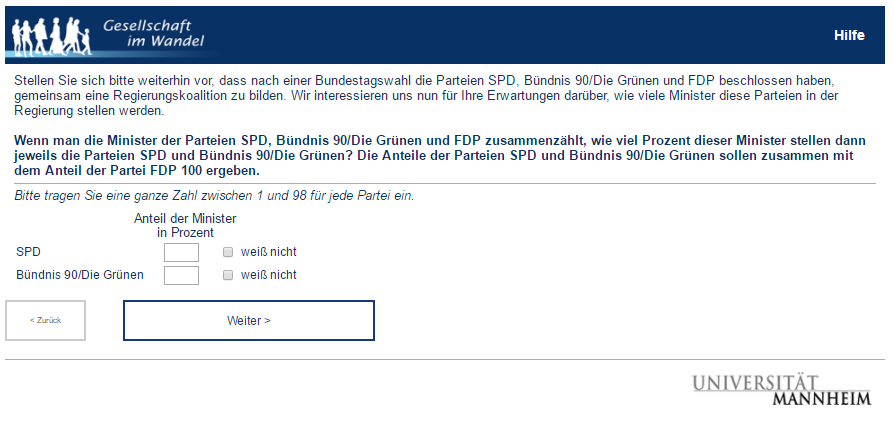 Gesellschaft
im Wandel
Hilfe
Stellen Sie sich bitte weiterhin vor, dass nach einer Bundestagswahl die Parteien SPD, Bündnis 90/Die Grünen und FDP beschlossen haben,
gemeinsam eine Regierungskoalition zu bilden. Wir interessieren uns nun für Ihre Erwartungen darüber, wie viele Minister diese Parteien in der
Regierung stellen werden.
Wenn man die Minister der Parteien SPD, Bündnis 90/Die Grünen und FDP zusammenzählt, wie viel Prozent dieser Minister stellen dann
jeweils die Parteien SPD und Bündnis 90/Die Grünen? Die Anteile der Parteien SPD und Bündnis 90/Die Grünen sollen zusammen mit
dem Anteil der Partei FDP 100 ergeben.
Bitte tragen Sie eine ganze Zahl zwischen 1 und 98 für jede Partei ein.
Anteil der Minister
in Prozent
SPD weiß nicht
Bündnis 90/Die Grünen weiß nicht
< Zurück Weiter >
UNIVERSITÄT
MANNHEIM